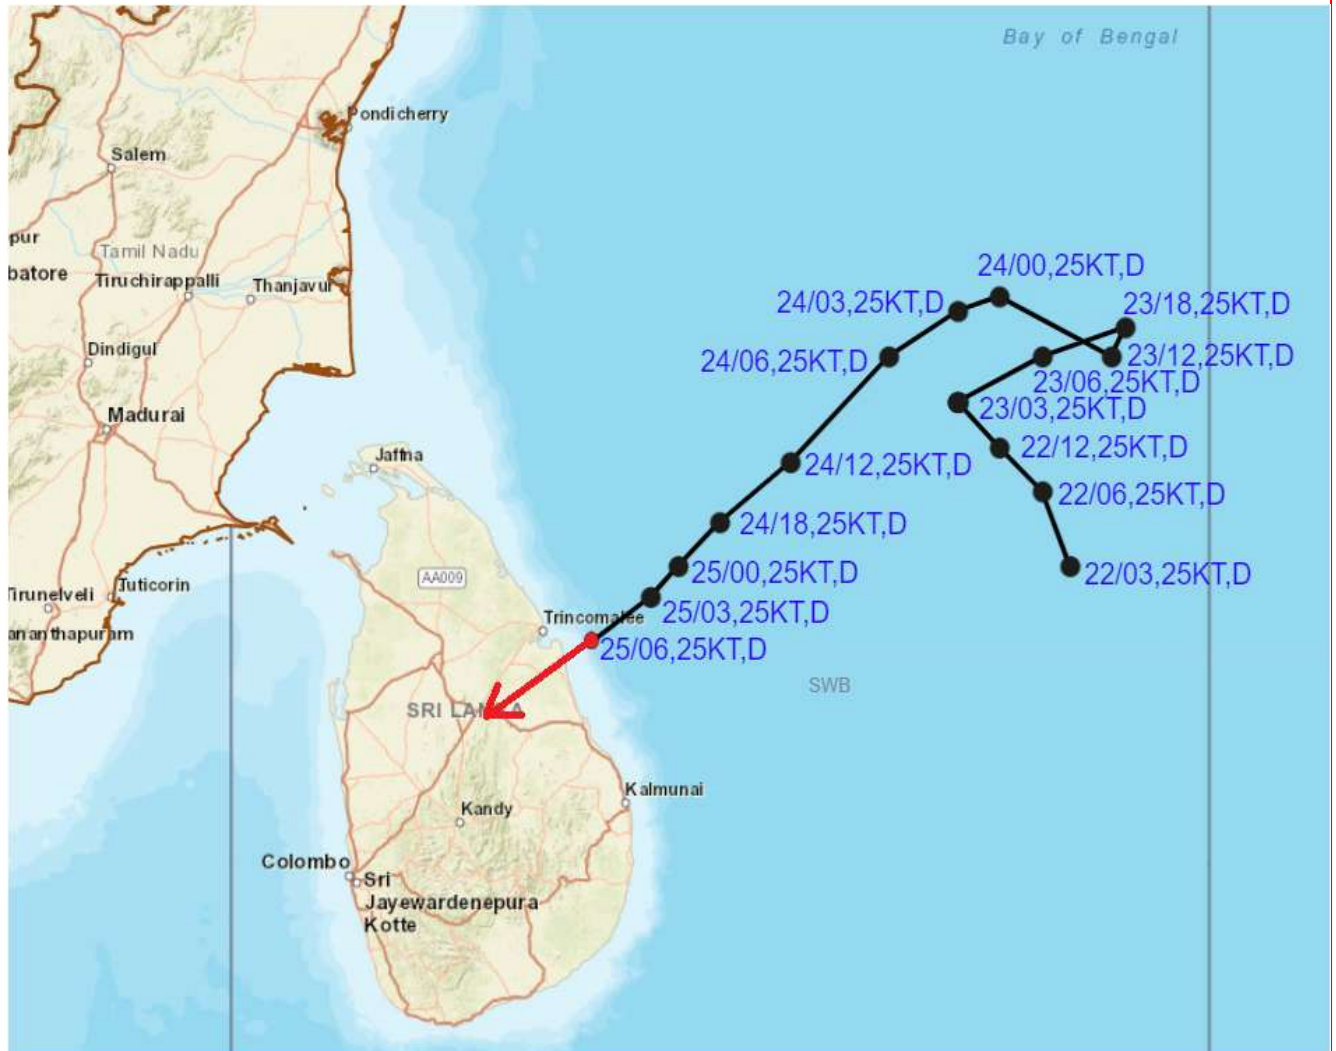 Bay of Bengal
Pondicherry
Salem
pur
Tamil Nadu
batore
Tiruchirappalli
Thanjavur
24/00,25KT,D
24/03,25KT,D
23/18,25KT,D
Dindigul
24/06,25KT,D
23/12,25KT,D
23/06,25KT,D
23/03,25KT,D
Madurai
22/12,25KT,D
Jaffna
24/12,25KT,D
22/06,25KT,D
24/18,25KT,D
AA009
25/00,25KT,D
22/03,25KT,D
Tirunelveli
Tuticorin
25/03,25KT,D
Trincomalee
ananthapuram
25/06,25KT,D
SWB
SRI LANKA
Kalmunai
Kandy
Colombo
Sri
Jayewardenepura
Kotte